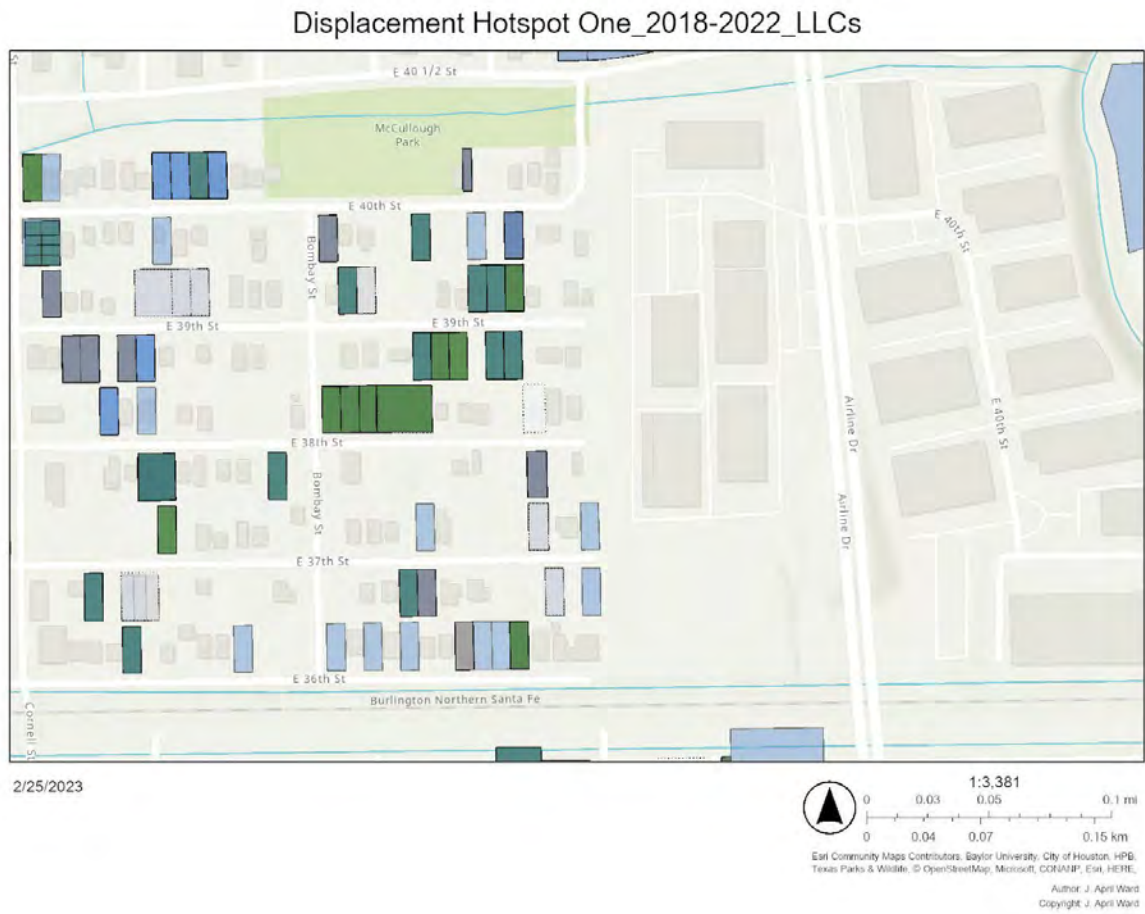 Displacement Hotspot One_2018-2022_LLCs
St
E 40 1/2 St
McCullough
Park
E 40th St
E 40th St
Bombay St
E 39th St
E 39th St
Airline Dr
E 40th St
E 38th St
Bombay St
Airline Dr
E 37th St
E 36th St
Burlington Northern Santa Fe
Cornell St
2/25/2023
1:3,381
0 0.03 0.05 0.1 mi
0 0.04 0.07 0.15 km
Esri Community Maps Contributors, Baylor University, City of Houston, HPB,
Texas Parks & Wildlife, © OpenStreetMap, Microsoft, CONANP, Esri, HERE,
Author: J. April Ward
Copyright: J. April Ward